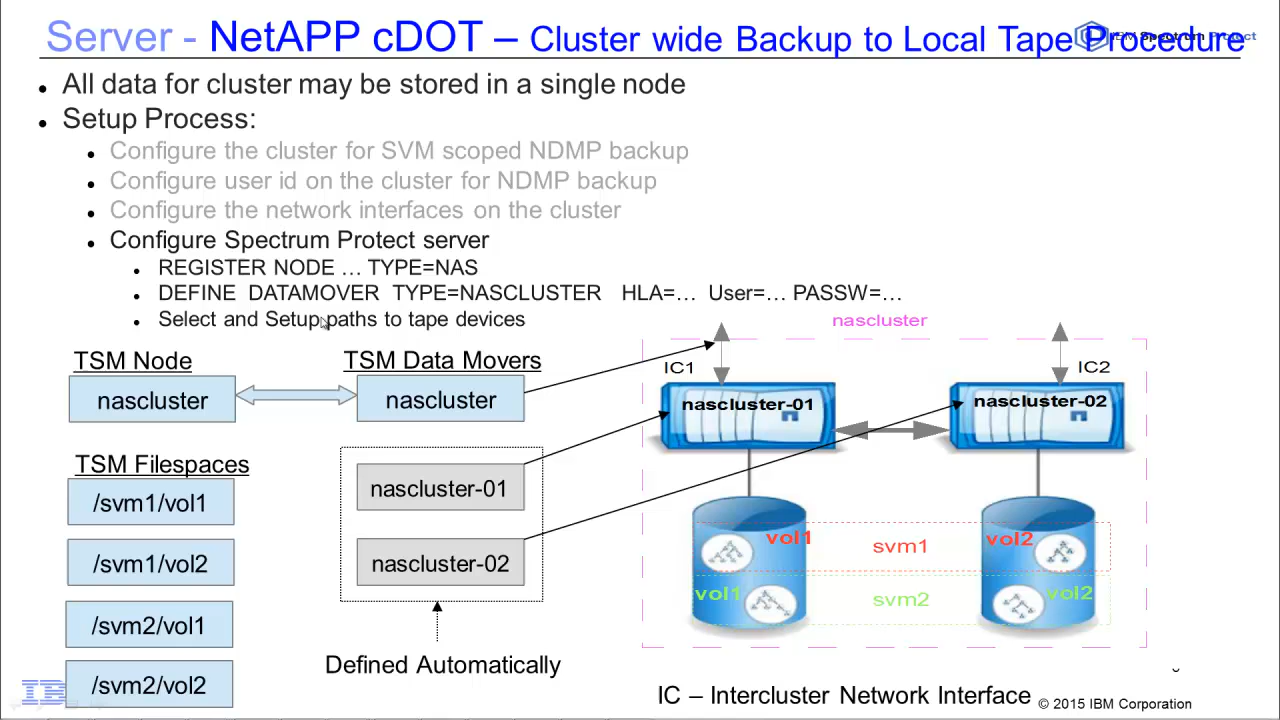 Server - NetAPP cDOT – Cluster wide Backup to Local Tape Procedure
IBM Spectrum Protect
All data for cluster may be stored in a single node
Setup Process:
Configure the cluster for SVM scoped NDMP backup
Configure user id on the cluster for NDMP backup
Configure the network interfaces on the cluster
Configure Spectrum Protect server
REGISTER NODE … TYPE=NAS
DEFINE DATAMOVER TYPE=NASCLUSTER HLA=… User=… PASSW=…
Select and Setup paths to tape devices
TSM Node
nascluster
TSM Data Movers
nascluster
nascluster-01
nascluster-02
Defined Automatically
TSM Filespaces
/svm1/vol1
/svm1/vol2
/svm2/vol1
/svm2/vol2
nascluster
IC1
IC2
nascluster-01
nascluster-02
vol1
svm1
vol2
vol1
svm2
vol2
IC – Intercluster Network Interface
© 2015 IBM Corporation